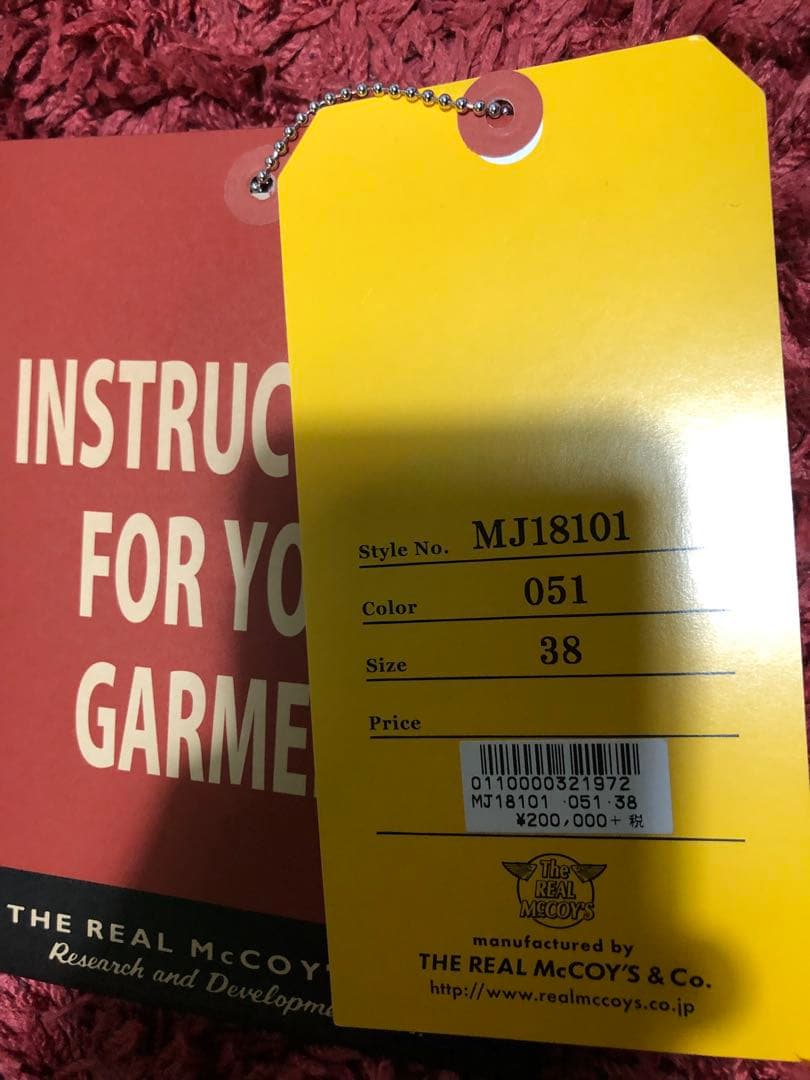 INSTRUC
FOR YO
GARME
THE REAL McCOY'
Research and Developme
Style No. MJ18101
Color 051
Size 38
Price
0110000321972
MJ18101 051 38
¥200,000+ 税
The
REAL
McCOY'S
manufactured by
THE REAL McCOY'S & Co.
http://www.realmccoys.co.jp